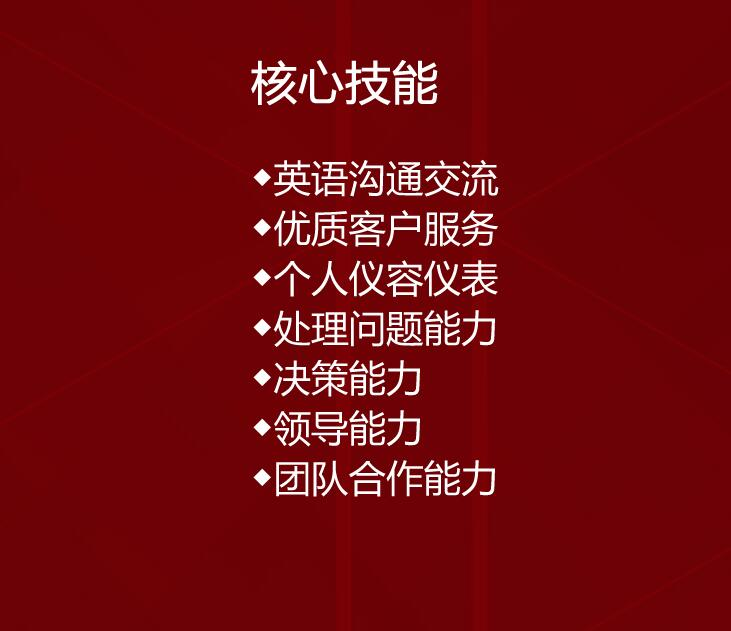 核心技能
◆英语沟通交流
◆优质客户服务
◆个人仪容仪表
◆处理问题能力
◆决策能力
◆领导能力
◆团队合作能力